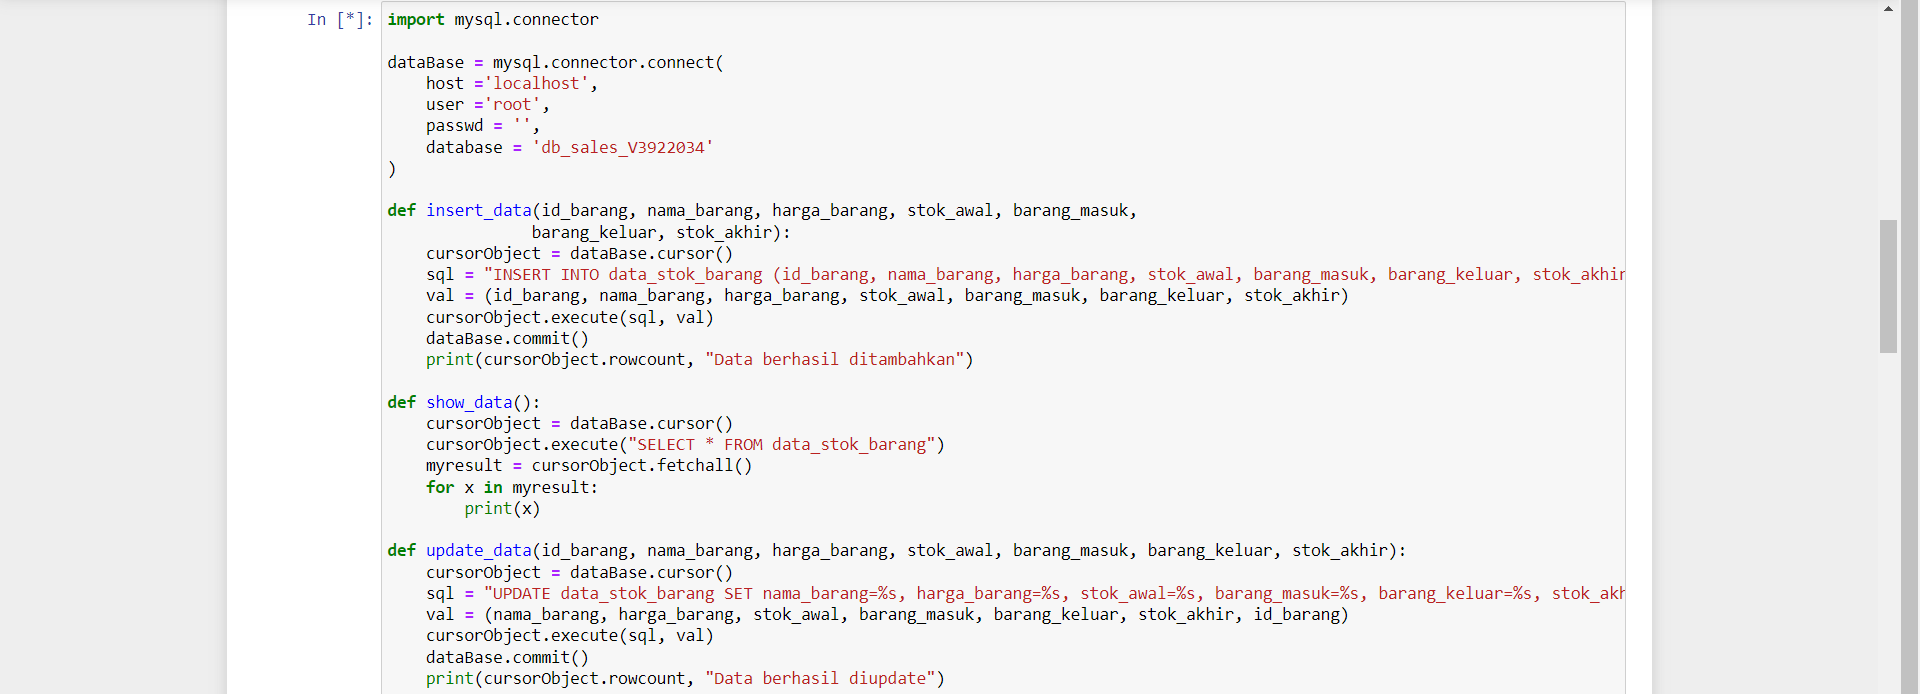 In [*]: import mysql.connector
dataBase = mysql.connector.connect(
    host ='localhost',
    user ='root',
    passwd = '',
    database = 'db_sales_V3922034'
)
def insert_data(id_barang, nama_barang, harga_barang, stok_awal, barang_masuk,
               barang_keluar, stok_akhir):
    cursorObject = dataBase.cursor()
    sql = "INSERT INTO data_stok_barang (id_barang, nama_barang, harga_barang, stok_awal, barang_masuk, barang_keluar, stok_akhir
    val = (id_barang, nama_barang, harga_barang, stok_awal, barang_masuk, barang_keluar, stok_akhir)
    cursorObject.execute(sql, val)
    dataBase.commit()
    print(cursorObject.rowcount, "Data berhasil ditambahkan")
def show_data():
    cursorObject = dataBase.cursor()
    cursorObject.execute("SELECT * FROM data_stok_barang")
    myresult = cursorObject.fetchall()
    for x in myresult:
        print(x)
def update_data(id_barang, nama_barang, harga_barang, stok_awal, barang_masuk, barang_keluar, stok_akhir):
    cursorObject = dataBase.cursor()
    sql = "UPDATE data_stok_barang SET nama_barang=%s, harga_barang=%s, stok_awal=%s, barang_masuk=%s, barang_keluar=%s, stok_akh
    val = (nama_barang, harga_barang, stok_awal, barang_masuk, barang_keluar, stok_akhir, id_barang)
    cursorObject.execute(sql, val)
    dataBase.commit()
    print(cursorObject.rowcount, "Data berhasil diupdate")